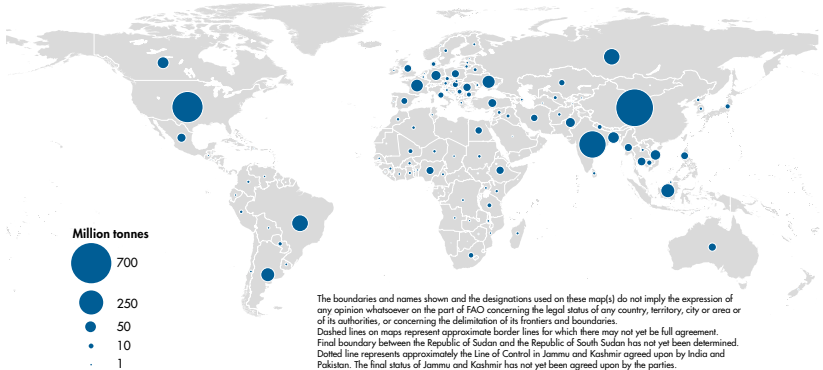 Million tonnes
700
250
50
10
1
The boundaries and names shown and the designations used on these map(s) do not imply the expression of
any opinion whatsoever on the part of FAO concerning the legal status of any country, territory, city or area or
of its authorities, or concerning the delimitation of its frontiers and boundaries.
Dashed lines on maps represent approximate border lines for which there may not yet be full agreement.
Final boundary between the Republic of Sudan and the Republic of South Sudan has not yet been determined.
Dotted line represents approximately the Line of Control in Jammu and Kashmir agreed upon by India and
Pakistan. The final status of Jammu and Kashmir has not yet been agreed upon by the parties.